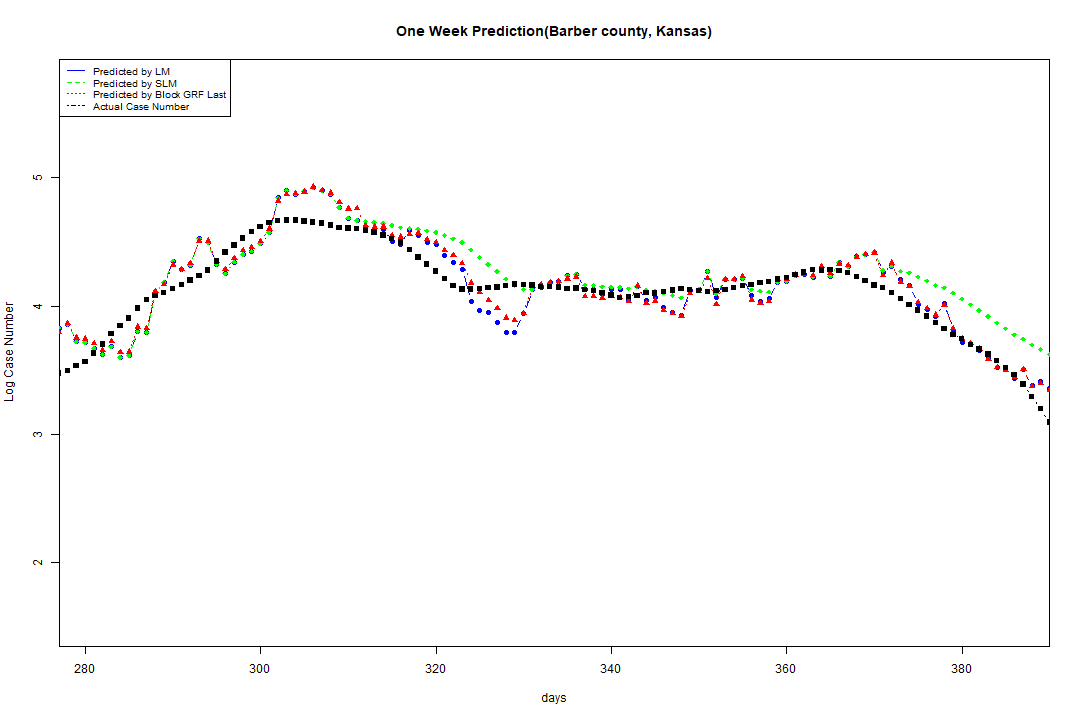 One Week Prediction(Barber county, Kansas)
Predicted by LM
Predicted by SLM
Predicted by Block GRF Last
Actual Case Number
5
4
3
2
Log Case Number
280 300 320 340 360 380
days